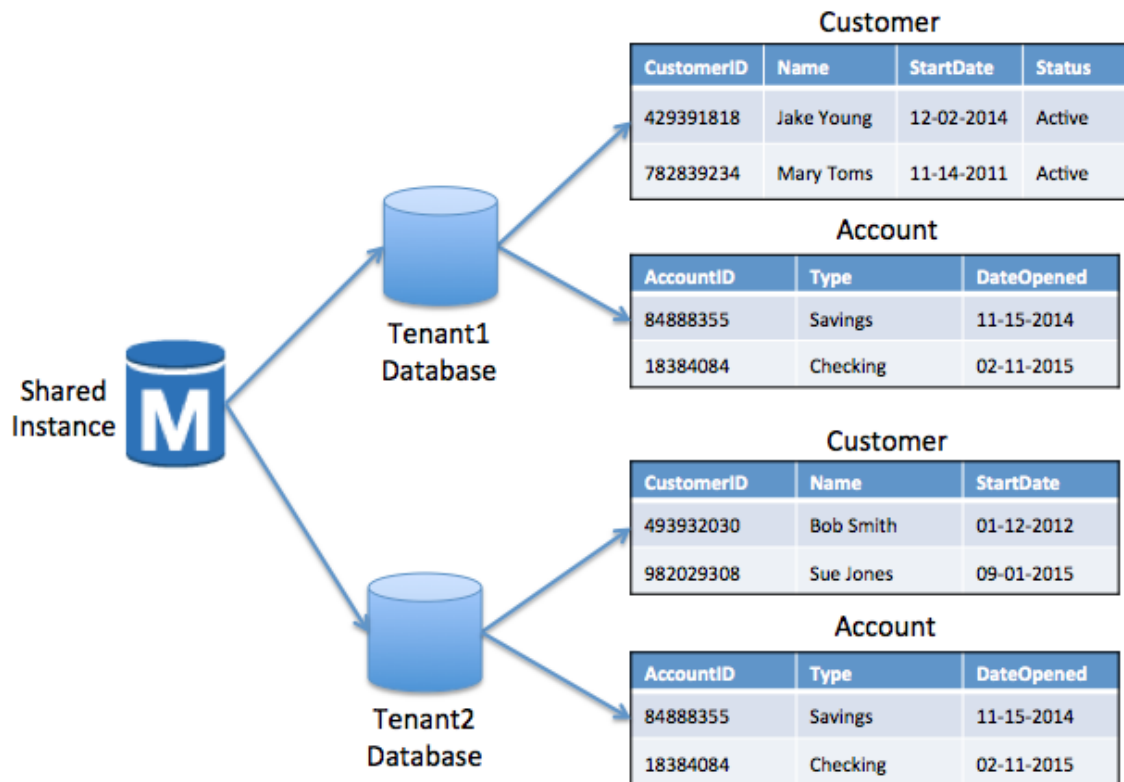 Customer
CustomerID Name StartDate Status
429391818 Jake Young 12-02-2014 Active
782839234 Mary Toms 11-14-2011 Active
Account
AccountID Type DateOpened
84888355 Savings 11-15-2014
18384084 Checking 02-11-2015
Tenant1
Database
Shared
Instance
M
Customer
CustomerID Name StartDate
493932030 Bob Smith 01-12-2012
982029308 Sue Jones 09-01-2015
Account
AccountID Type DateOpened
84888355 Savings 11-15-2014
18384084 Checking 02-11-2015
Tenant2
Database